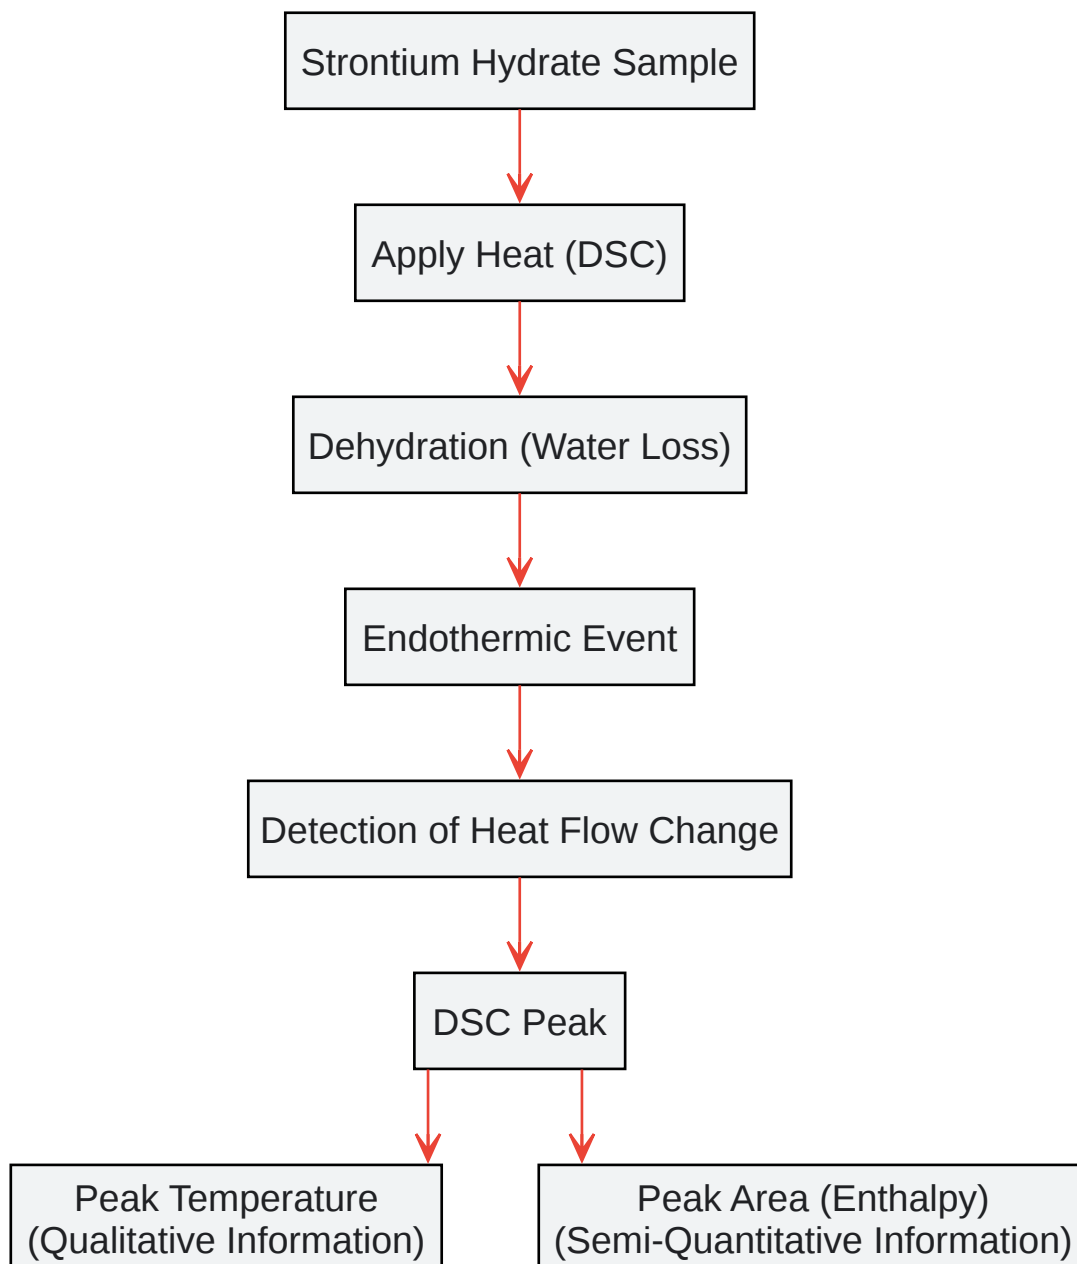 Strontium Hydrate Sample
Apply Heat (DSC)
Dehydration (Water Loss)
Endothermic Event
Detection of Heat Flow Change
DSC Peak
Peak Temperature
(Qualitative Information)
Peak Area (Enthalpy)
(Semi-Quantitative Information)